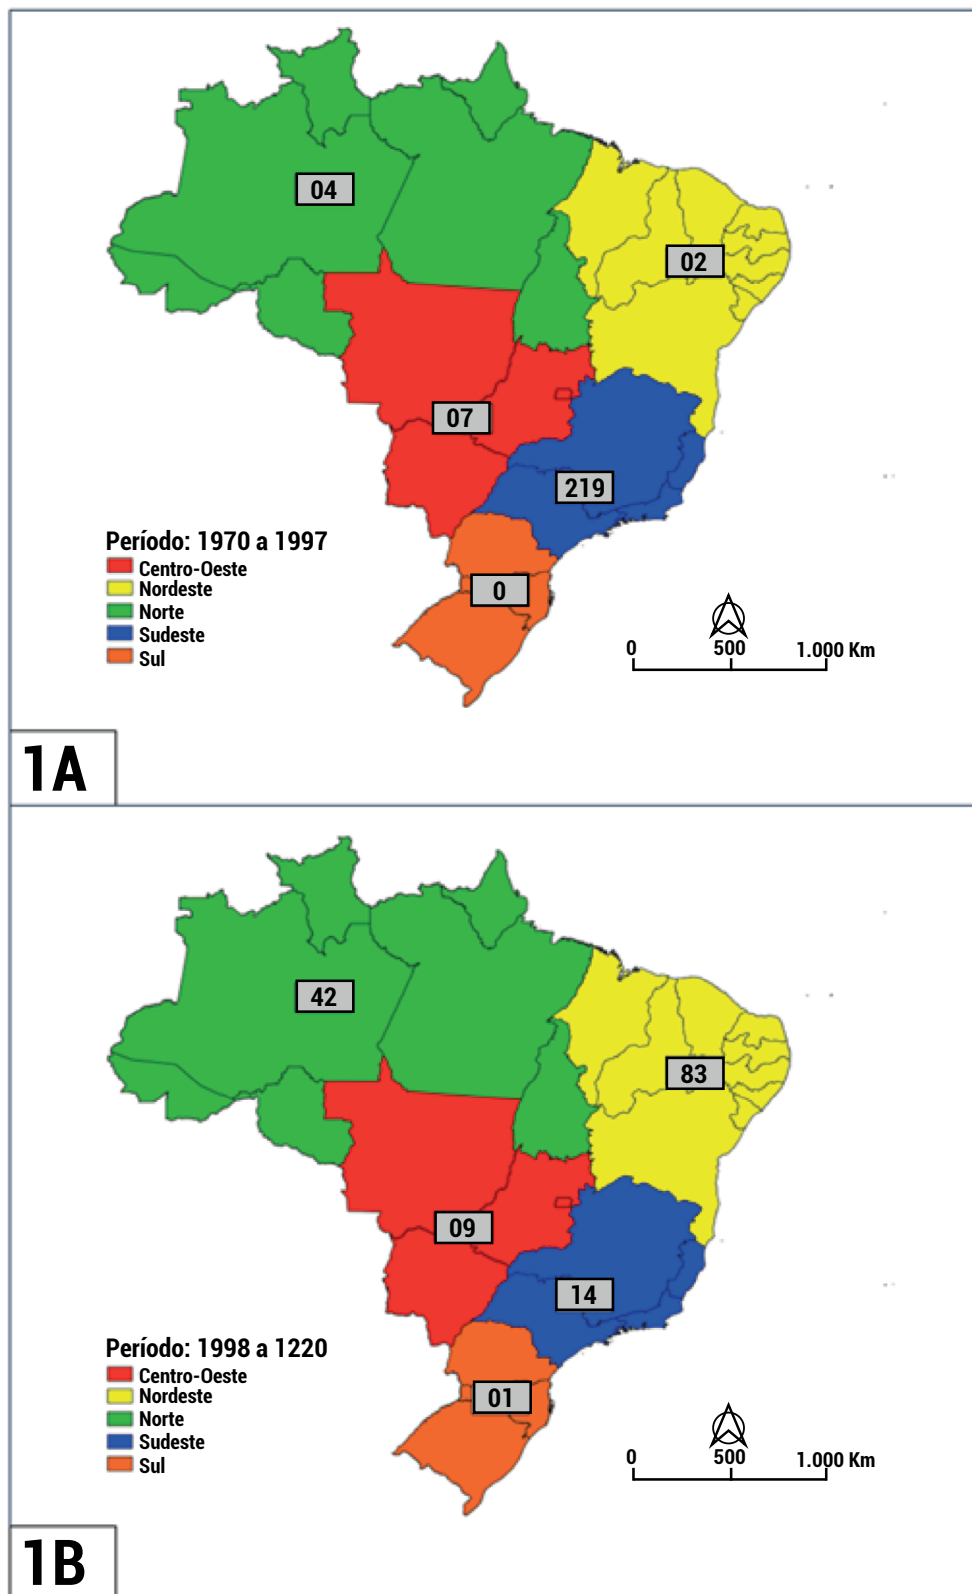 04
02
07
219
Período: 1970 a 1997
Centro-Oeste
Nordeste
Norte
Sudeste
Sul
0
0 500 1.000 Km
1A
42
83
09
14
Período: 1998 a 1220
Centro-Oeste
Nordeste
Norte
Sudeste
Sul
01
0 500 1.000 Km
1B